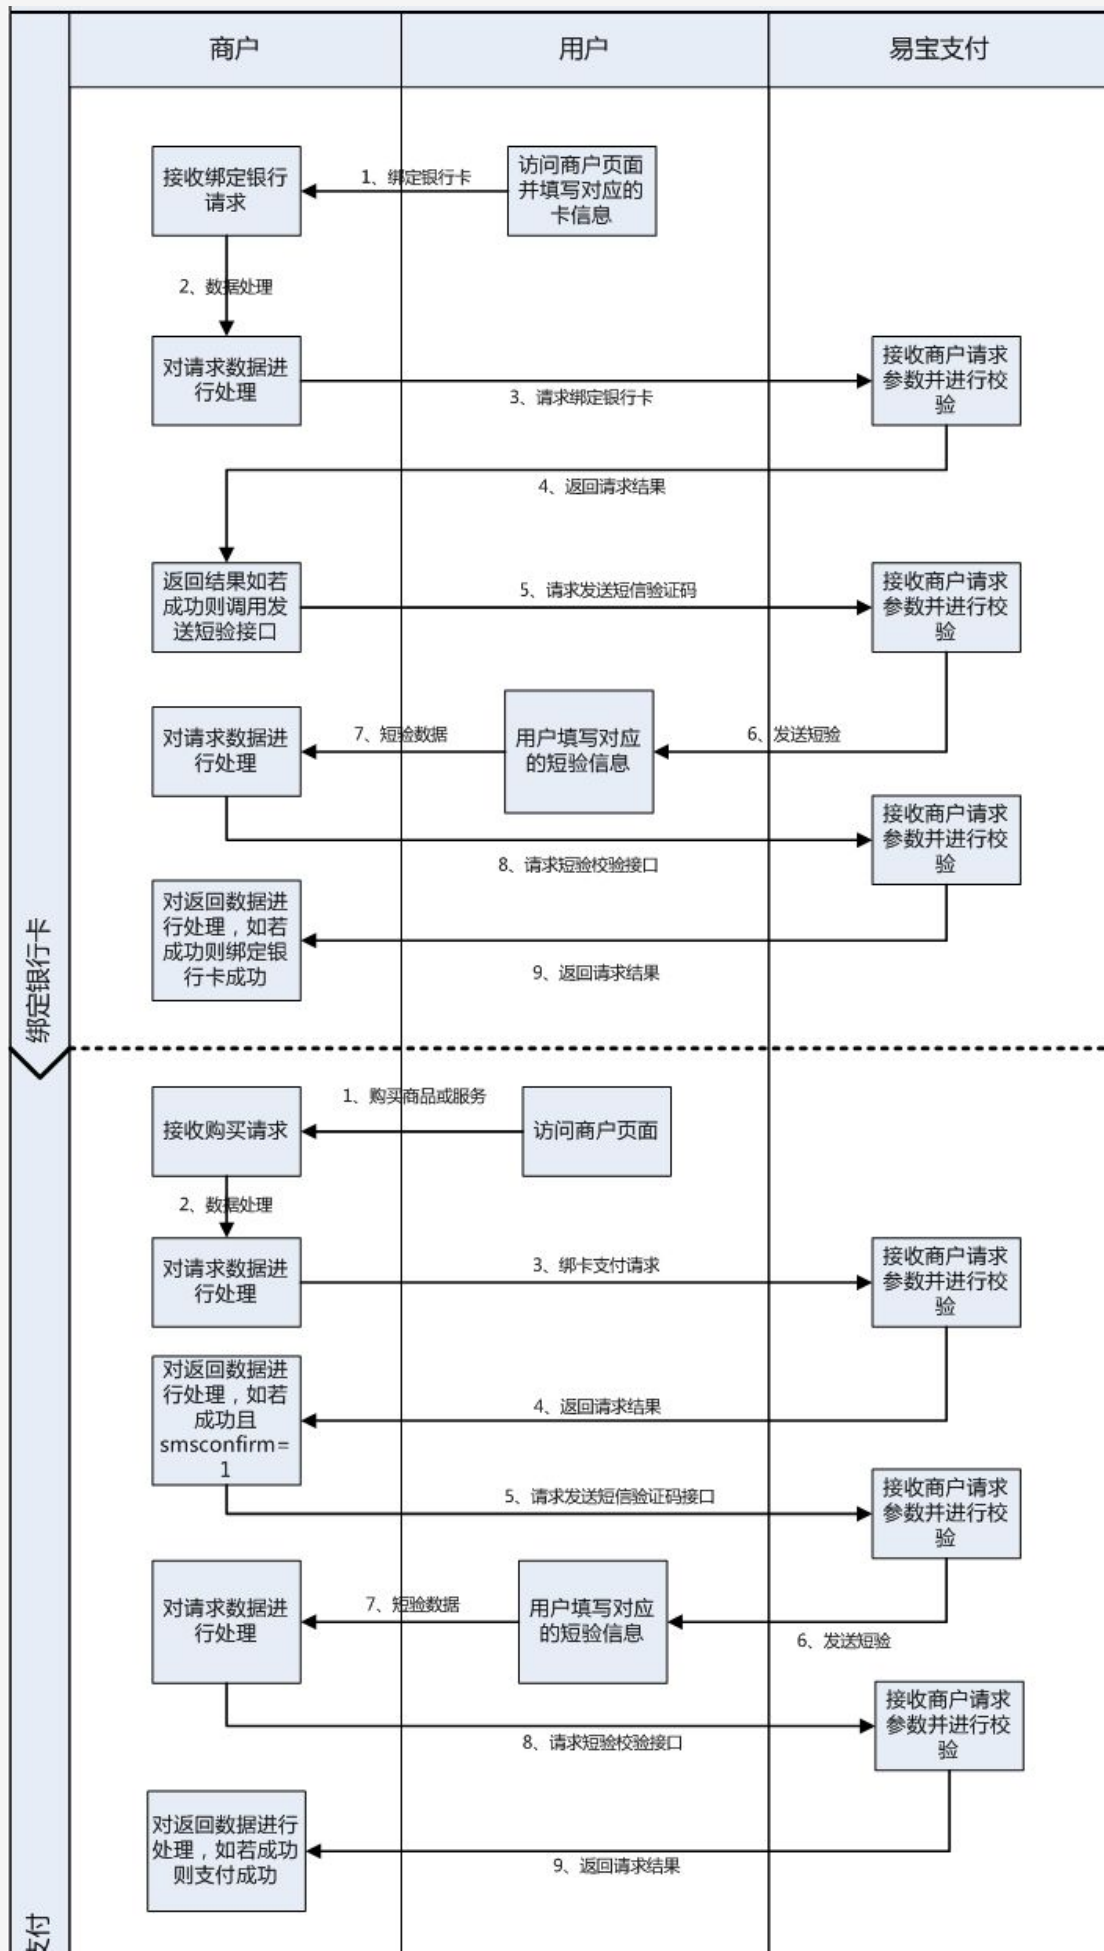 商户
用户
易宝支付
接收绑定银行
请求
1、绑定银行卡
访问商户页面
并填写对应的
卡信息
2、数据处理
对请求数据进
行处理
3、请求绑定银行卡
接收商户请求
参数并进行校
验
4、返回请求结果
返回结果如若
成功则调用发
送短验接口
5、请求发送短信验证码
接收商户请求
参数并进行校
验
对请求数据进
行处理
7、短验数据
用户填写对应
的短验信息
6、发送短验
接收商户请求
参数并进行校
验
8、请求短验校验接口
对返回数据进
行处理，如若
成功则绑定银
行卡成功
9、返回请求结果
绑定银行卡
接收购买请求
1、购买商品或服务
访问商户页面
2、数据处理
对请求数据进
行处理
3、绑卡支付请求
接收商户请求
参数并进行校
验
对返回数据进
行处理，如若
成功且
smsconfirm=
1
4、返回请求结果
5、请求发送短信验证码接口
接收商户请求
参数并进行校
验
对请求数据进
行处理
7、短验数据
用户填写对应
的短验信息
6、发送短验
接收商户请求
参数并进行校
验
8、请求短验校验接口
对返回数据进行
处理，如若成功
则支付成功
9、返回请求结果
支付